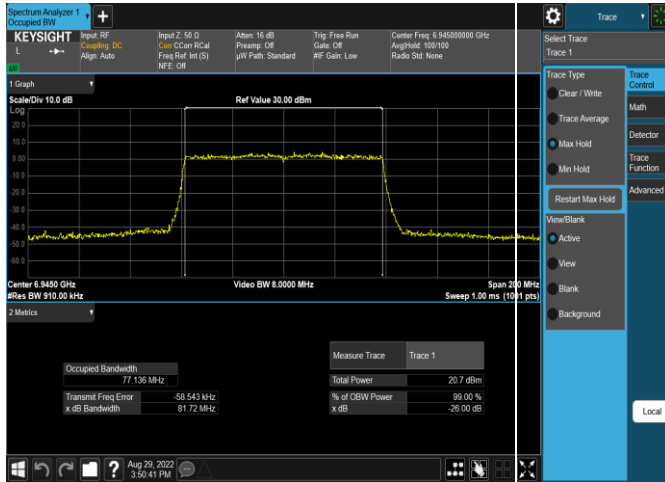 Spectrum Analyzer 1
Occupied BW
Trace
KEYSIGHT
L
Input: RF
Coupling: DC
Align: Auto
Input Z: 50 Ω
Corr CCorr RCal
Freq Ref: Int (S)
NFE: Off
Atten: 16 dB
Preamp: Off
µW Path: Standard
Trig: Free Run
Gate: Off
#IF Gain: Low
Center Freq: 6.945000000 GHz
Avg|Hold: 100/100
Radio Std: None
Select Trace
Trace 1
1 Graph
Scale/Div 10.0 dB
Ref Value 30.00 dBm
Log
20.0
10.0
0.00
-10.0
-20.0
-30.0
-40.0
-50.0
-60.0
Center 6.9450 GHz
#Res BW 910.00 kHz
Video BW 8.0000 MHz
Span 200 MHz
Sweep 1.00 ms (1001 pts)
Trace Type
Clear / Write
Trace Average
Max Hold
Min Hold
Restart Max Hold
View/Blank
Active
View
Blank
Background
Trace
Control
Math
Detector
Trace
Function
Advanced
Local
2 Metrics
Occupied Bandwidth
77.136 MHz
Transmit Freq Error -58.543 kHz
x dB Bandwidth 81.72 MHz
Measure Trace Trace 1
Total Power 20.7 dBm
% of OBW Power 99.00 %
x dB -26.00 dB
Aug 29, 2022
3:50:41 PM